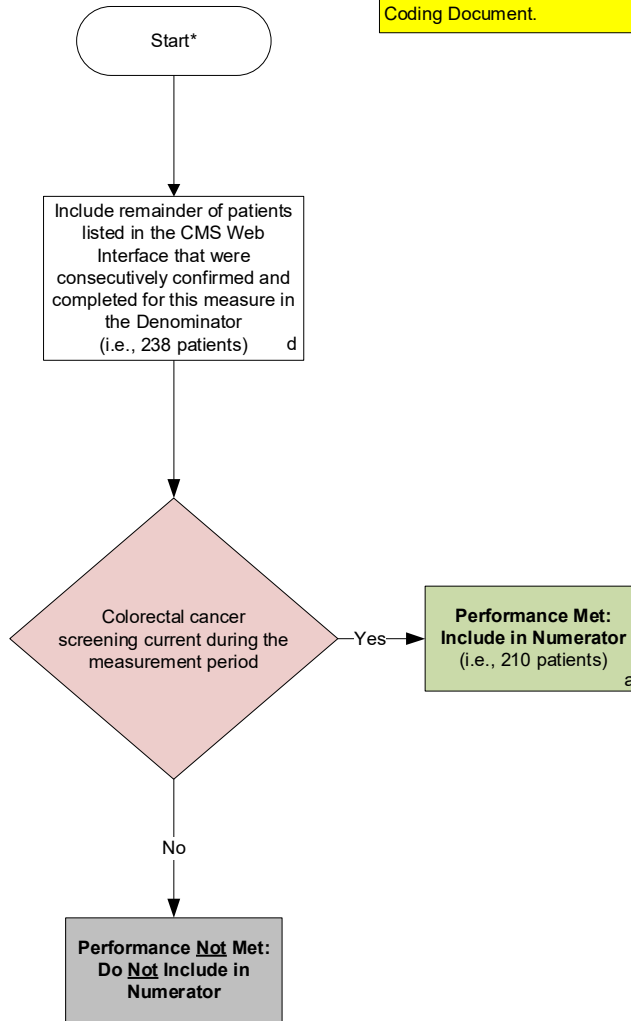 Coding Document.
Start*
Include remainder of patients
listed in the CMS Web
Interface that were
consecutively confirmed and
completed for this measure in
the Denominator
(i.e., 238 patients) d
Colorectal cancer
screening current during the
measurement period
Yes
Performance Met:
Include in Numerator
(i.e., 210 patients)
a
No
Performance Not Met:
Do Not Include in
Numerator